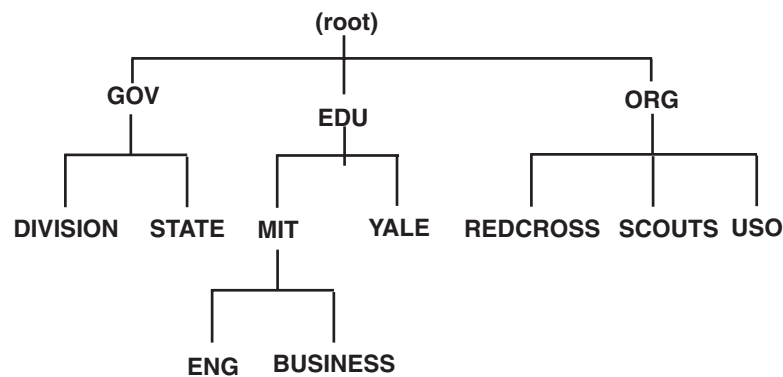 (root)
GOV
EDU
ORG
DIVISION STATE MIT YALE REDCROSS SCOUTS USO
ENG BUSINESS